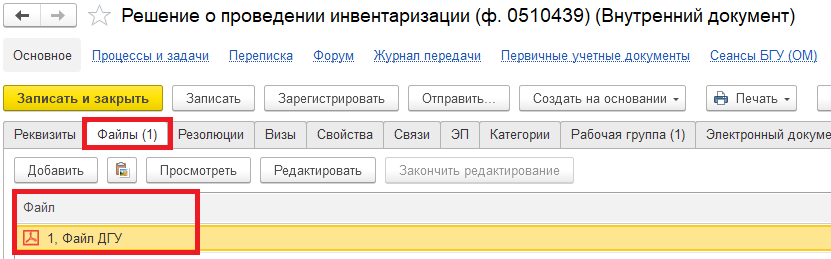 Решение о проведении инвентаризации (ф. 0510439) (Внутренний документ)
Основное Процессы и задачи Переписка Форум Журнал передачи Первичные учетные документы Сеансы БГУ (ОМ)
Записать и закрыть Записать Зарегистрировать Отправить... Создать на основании Печать
Реквизиты Файлы (1) Резолюции Визы Свойства Связи ЭП Категории Рабочая группа (1) Электронный докуме
Добавить Просмотреть Редактировать Закончить редактирование
Файл
1, Файл ДГУ